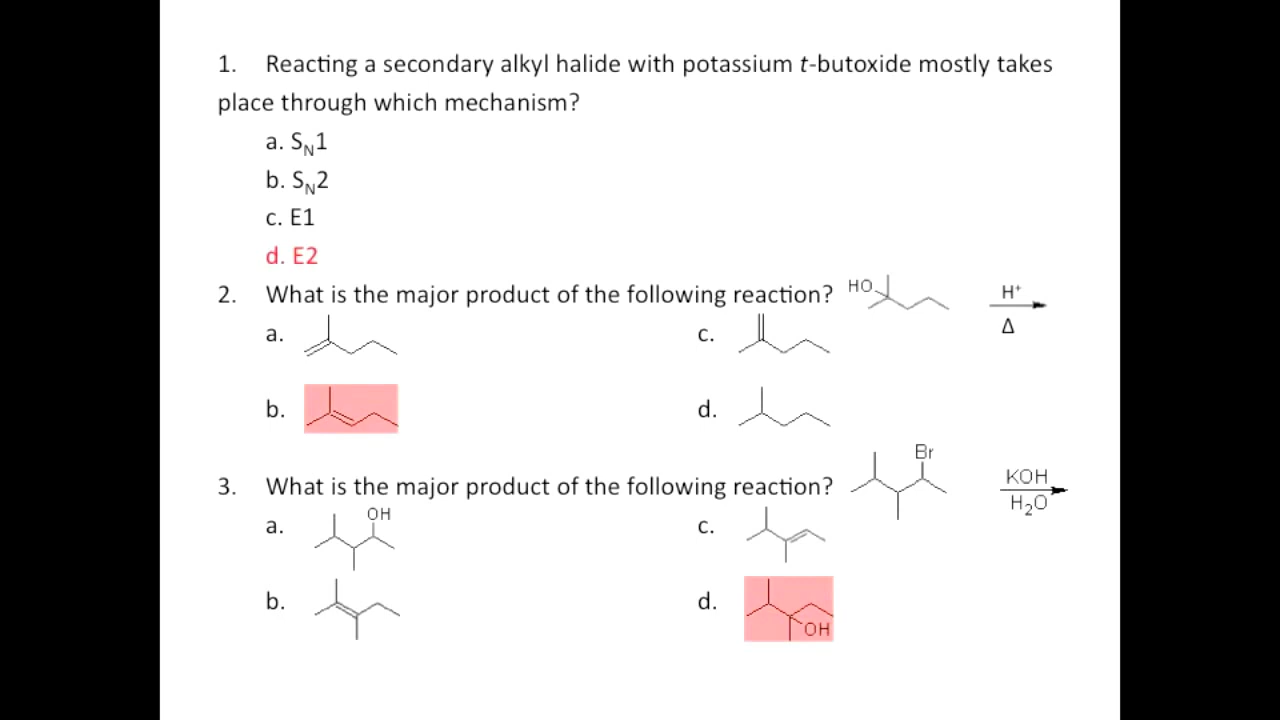 1. Reacting a secondary alkyl halide with potassium t-butoxide mostly takes
place through which mechanism?
a. SN1
b. SN2
c. E1
d. E2
2. What is the major product of the following reaction? HO H+
Δ
a. c.
b. d.
Br
3. What is the major product of the following reaction? KOH
H2O
a. OH c.
b. d. OH